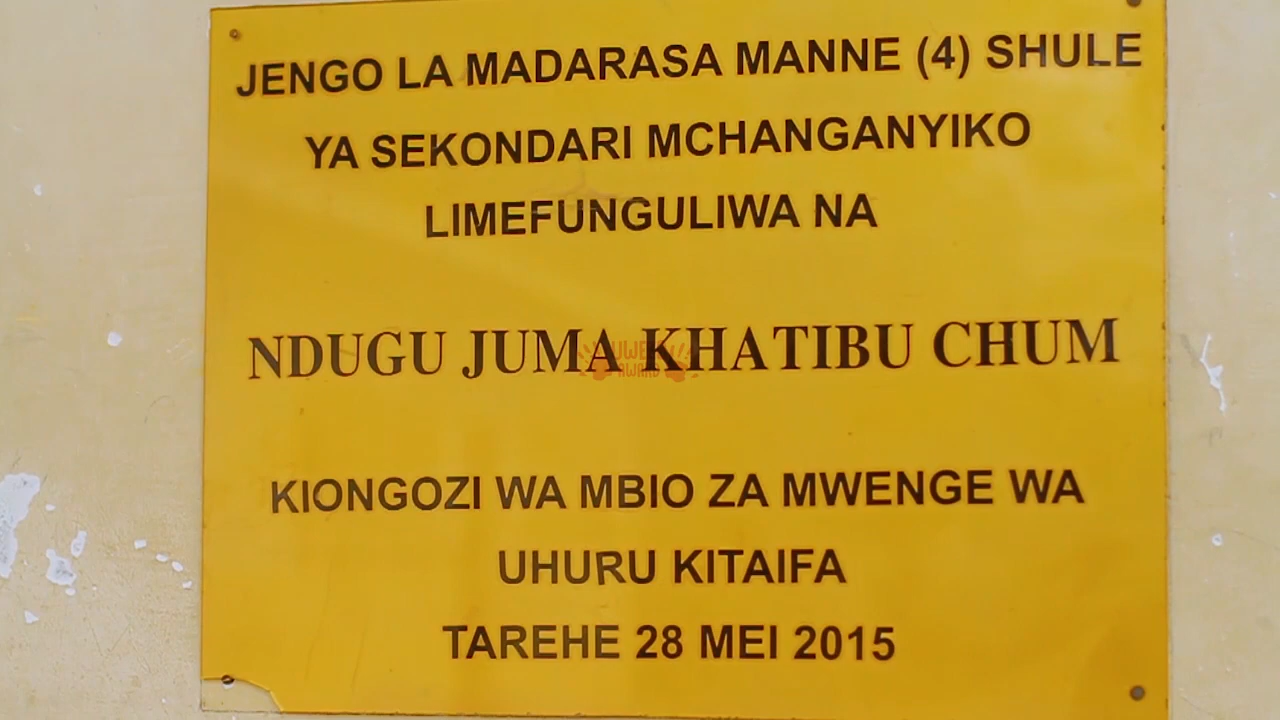 JENGO LA MADARASA MANNE (4) SHULE
YA SEKONDARI MCHANGANYIKO
LIMEFUNGULIWA NA
NDUGU JUMA KHATIBU CHUM
KIONGOZI WA MBIO ZA MWENGE WA
UHURU KITAIFA
TAREHE 28 MEI 2015